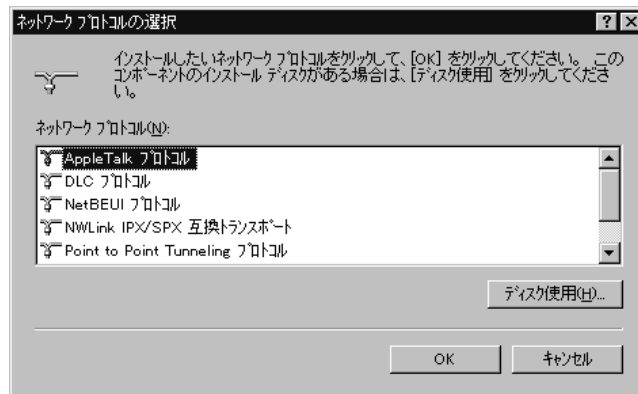 ネットワーク プロトコルの選択
インストールしたいネットワーク プロトコルをクリックして、[OK] をクリックしてください。 この
コンポーネントのインストール ディスクがある場合は、[ディスク使用] をクリックしてくださ
い。
ネットワーク プロトコル(N):
AppleTalk プロトコル
DLC プロトコル
NetBEUI プロトコル
NWLink IPX/SPX 互換トランスポート
Point to Point Tunneling プロトコル
ディスク使用(H)...
OK キャンセル